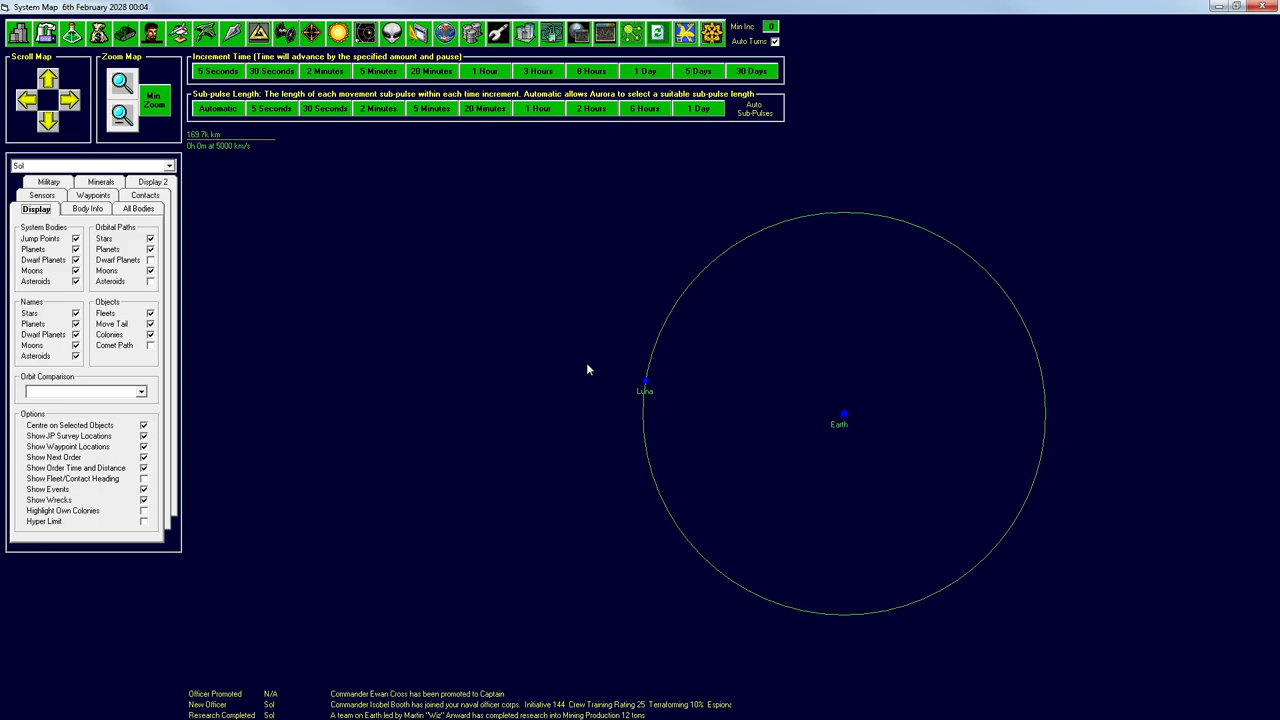 System Map  6th February 2028 00:04
Min Inc 0
Auto Turns
Scroll Map
Zoom Map
Min Zoom
Increment Time [Time will advance by the specified amount and pause]
5 Seconds 30 Seconds 2 Minutes 5 Minutes 20 Minutes 1 Hour 3 Hours 8 Hours 1 Day 5 Days 30 Days
Sub-pulse Length: The length of each movement sub-pulse within each time increment. Automatic allows Aurora to select a suitable sub-pulse length
Automatic 5 Seconds 30 Seconds 2 Minutes 5 Minutes 20 Minutes 1 Hour 2 Hours 6 Hours 1 Day Auto Sub-Pulses
169.7k km
0h 0m at 5000 km/s
Sol
Military Minerals Display 2
Sensors Waypoints Contacts
Display Body Info All Bodies
System Bodies
Jump Points
Planets
Dwarf Planets
Moons
Asteroids
Orbital Paths
Stars
Planets
Dwarf Planets
Moons
Asteroids
Names
Stars
Planets
Dwarf Planets
Moons
Asteroids
Objects
Fleets
Move Tail
Colonies
Comet Path
Orbit Comparison
Options
Centre on Selected Objects
Show JP Survey Locations
Show Waypoint Locations
Show Next Order
Show Order Time and Distance
Show Fleet/Contact Heading
Show Events
Show Wrecks
Highlight Own Colonies
Hyper Limit
Luna
Earth
Officer Promoted N/A Commander Ewan Cross has been promoted to Captain
New Officer Sol Commander Isobel Booth has joined your naval officer corps.  Initiative 144  Crew Training Rating 25  Terraforming 10%  Espion
Research Completed Sol A team on Earth led by Martin "Wiz" Anward has completed research into Mining Production 12 tons